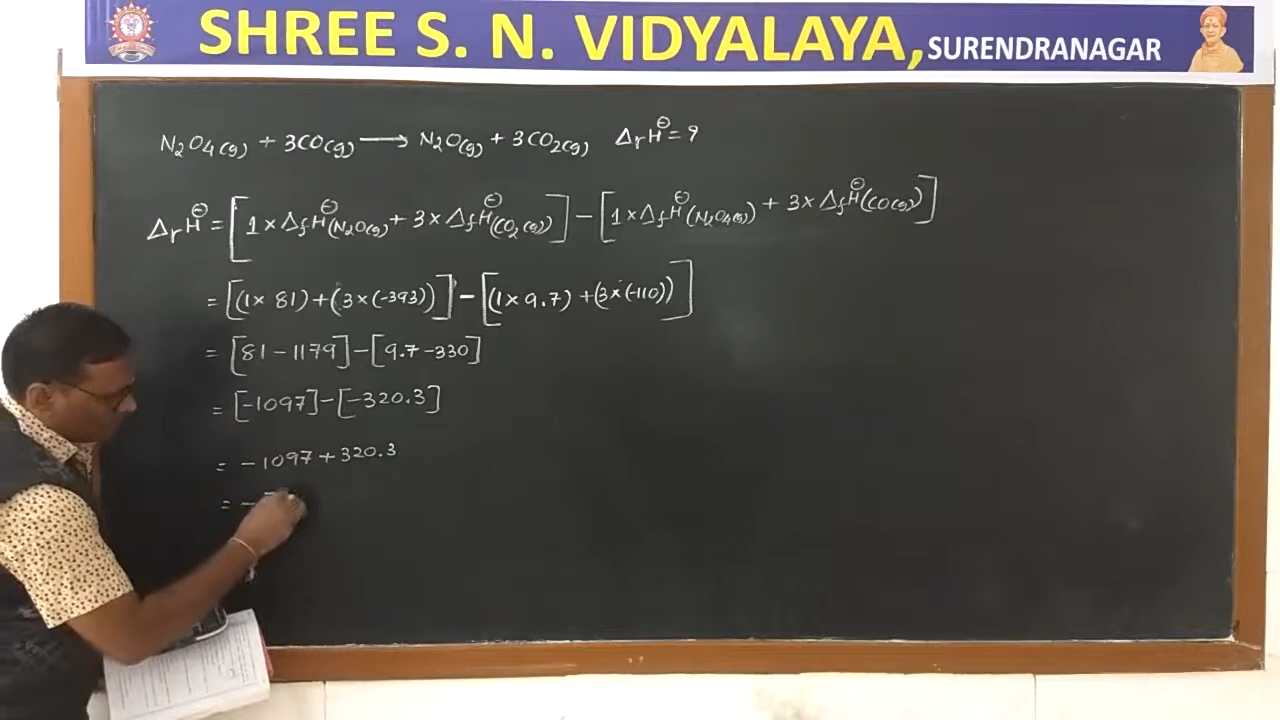 SHREE S. N. VIDYALAYA, SURENDRANAGAR
N₂O₄(g) + 3CO(g) ⟶ N₂O(g) + 3CO₂(g) ΔrH⊖ = ?
ΔrH⊖ = [1 × ΔfH⊖(N₂O(g)) + 3 × ΔfH⊖(CO₂(g))] − [1 × ΔfH⊖(N₂O₄(g)) + 3 × ΔfH⊖(CO(g))]
= [(1 × 81) + (3 × (-393))] − [(1 × 9.7) + (3 × (-110))]
= [81 − 1179] − [9.7 − 330]
= [-1097] − [-320.3]
= − 1097 + 320.3
= −